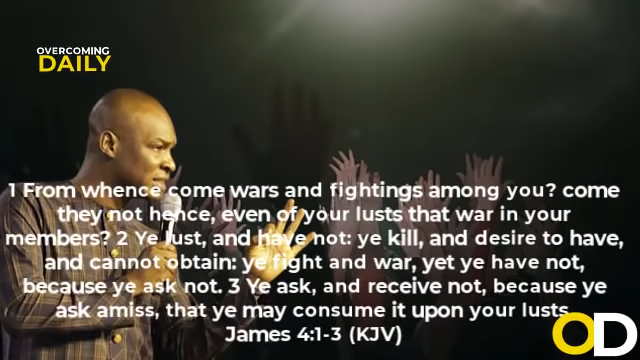 OVERCOMING
DAILY
1 From whence come wars and fightings among you? come
they not hence, even of your lusts that war in your
members? 2 Ye lust, and have not: ye kill, and desire to have,
and cannot obtain: ye fight and war, yet ye have not,
because ye ask not. 3 Ye ask, and receive not, because ye
ask amiss, that ye may consume it upon your lusts
James 4:1-3 (KJV)
OD